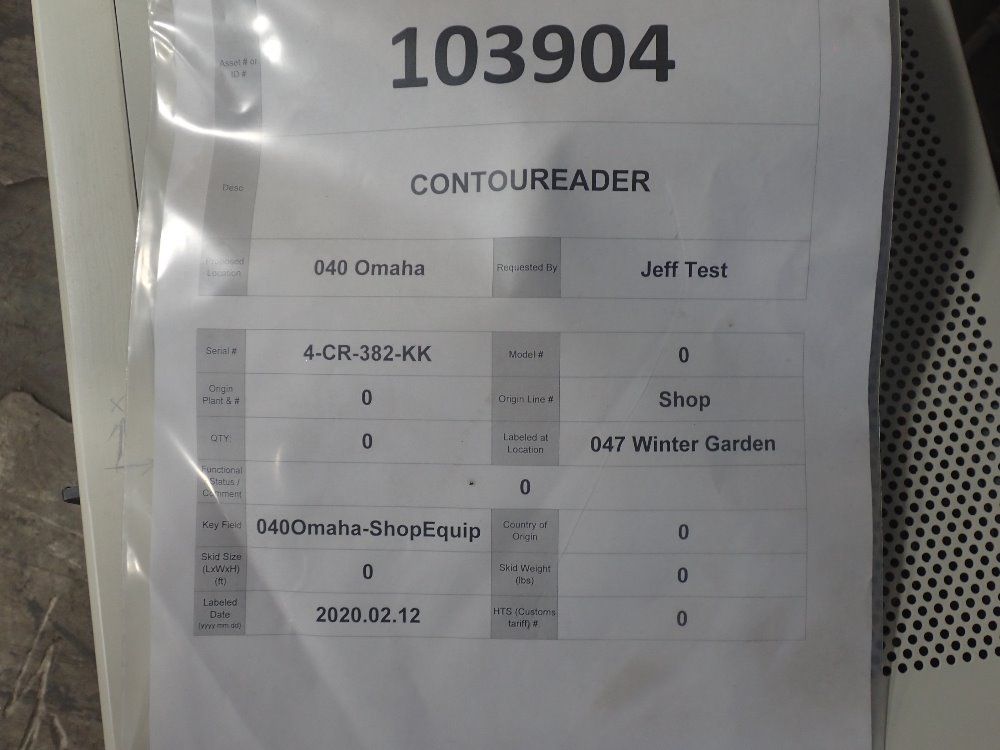 Asset # or
ID #
103904
Desc
CONTOUREADER
Proposed
Location
040 Omaha
Requested By
Jeff Test
Serial #
4-CR-382-KK
Model #
0
Origin
Plant & #
0
Origin Line #
Shop
QTY:
0
Labeled at
Location
047 Winter Garden
Functional
Status /
Comment
0
Key Field
040Omaha-ShopEquip
Country of
Origin
0
Skid Size
(LxWxH)
(ft)
0
Skid Weight
(lbs)
0
Labeled
Date
(yyyy.mm.dd)
2020.02.12
HTS (Customs
tariff) #
0